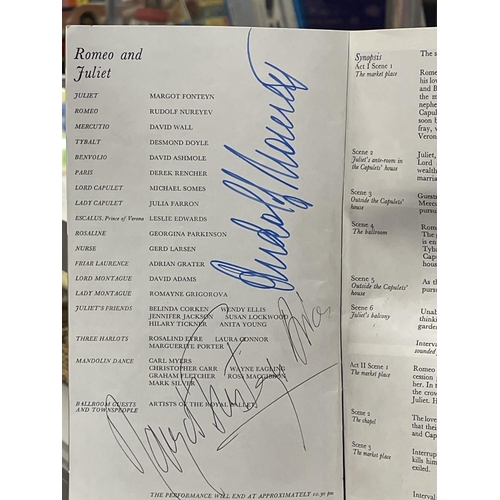 Romeo and
Juliet
JULIET MARGOT FONTEYN
ROMEO RUDOLF NUREYEV
MERCUTIO DAVID WALL
TYBALT DESMOND DOYLE
BENVOLIO DAVID ASHMOLE
PARIS DEREK RENCHER
LORD CAPULET MICHAEL SOMES
LADY CAPULET JULIA FARRON
ESCALUS, Prince of Verona LESLIE EDWARDS
ROSALINE GEORGINA PARKINSON
NURSE GERD LARSEN
FRIAR LAURENCE ADRIAN GRATER
LORD MONTAGUE DAVID ADAMS
LADY MONTAGUE ROMAYNE GRIGOROVA
JULIET'S FRIENDS BELINDA CORKEN WENDY ELLIS
JENNIFER JACKSON SUSAN LOCKWOOD
HILARY TICKNER ANITA YOUNG
THREE HARLOTS ROSALIND EYRE LAURA CONNOR
MARGUERITE PORTER
MANDOLIN DANCE CARL MYERS
CHRISTOPHER CARR WAYNE EAGLING
GRAHAM FLETCHER ROSS MACGIBBON
MARK SILVER
BALLROOM GUESTS
AND TOWNSPEOPLE ARTISTS OF THE ROYAL BALLET
THE PERFORMANCE WILL END AT APPROXIMATELY 10.30 pm
Rudolf Nureyev
Synopsis
Act I Scene 1
The market place
Scene 2
Juliet's ante-room in
the Capulets' house
Scene 3
Outside the Capulets'
house
Scene 4
The ballroom
Scene 5
Outside the Capulets'
house
Scene 6
Juliet's balcony
Act II Scene 1
The market place
Scene 2
The chapel
Scene 3
The market place